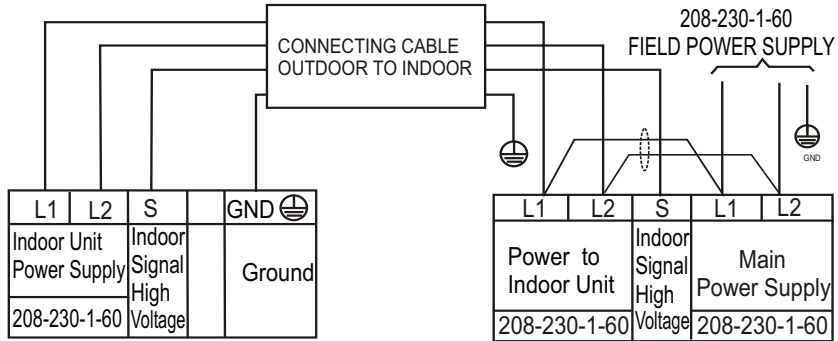 208-230-1-60
FIELD POWER SUPPLY
CONNECTING CABLE
OUTDOOR TO INDOOR
GND
L1 L2 S GND
Indoor Unit
Power Supply
208-230-1-60
Indoor
Signal
High
Voltage
Ground
L1 L2 S L1 L2
Power to
Indoor Unit
208-230-1-60
Indoor
Signal
High
Voltage
Main
Power Supply
208-230-1-60